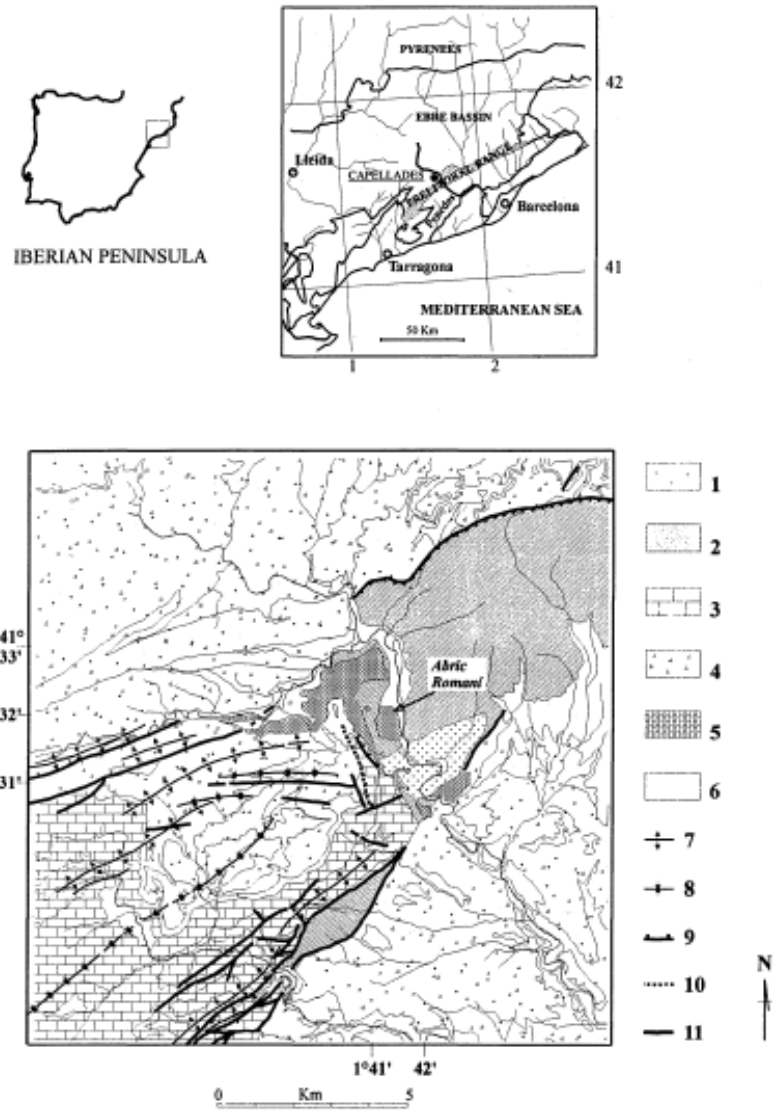 PYRENEES
42
EBRE BASSIN
Lleida
CAPELLADES
Barcelona
IBERIAN PENINSULA
Tarragona
41
MEDITERRANEAN SEA
50 Km
1
2
1
2
3
4
41°
33'
Abric
Romaní
32'
5
31'
6
7
8
9
10
N
11
1°41' 42'
0 Km 5